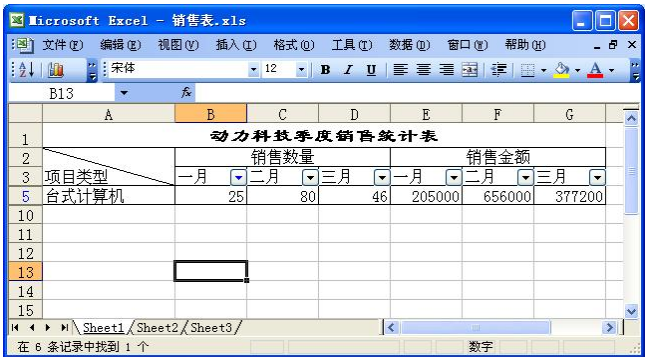 Microsoft Excel - 销售表.xls
文件(F) 编辑(E) 视图(V) 插入(I) 格式(O) 工具(T) 数据(D) 窗口(W) 帮助(H)
宋体 12 B I U A
B13 fx
A B C D E F G
1 动力科技季度销售统计表
2 销售数量 销售金额
3 项目类型 一月 二月 三月 一月 二月 三月
5 台式计算机 25 80 46 205000 656000 377200
10
11
12
13
14
15
Sheet1 Sheet2 Sheet3
在 6 条记录中找到 1 个 数字